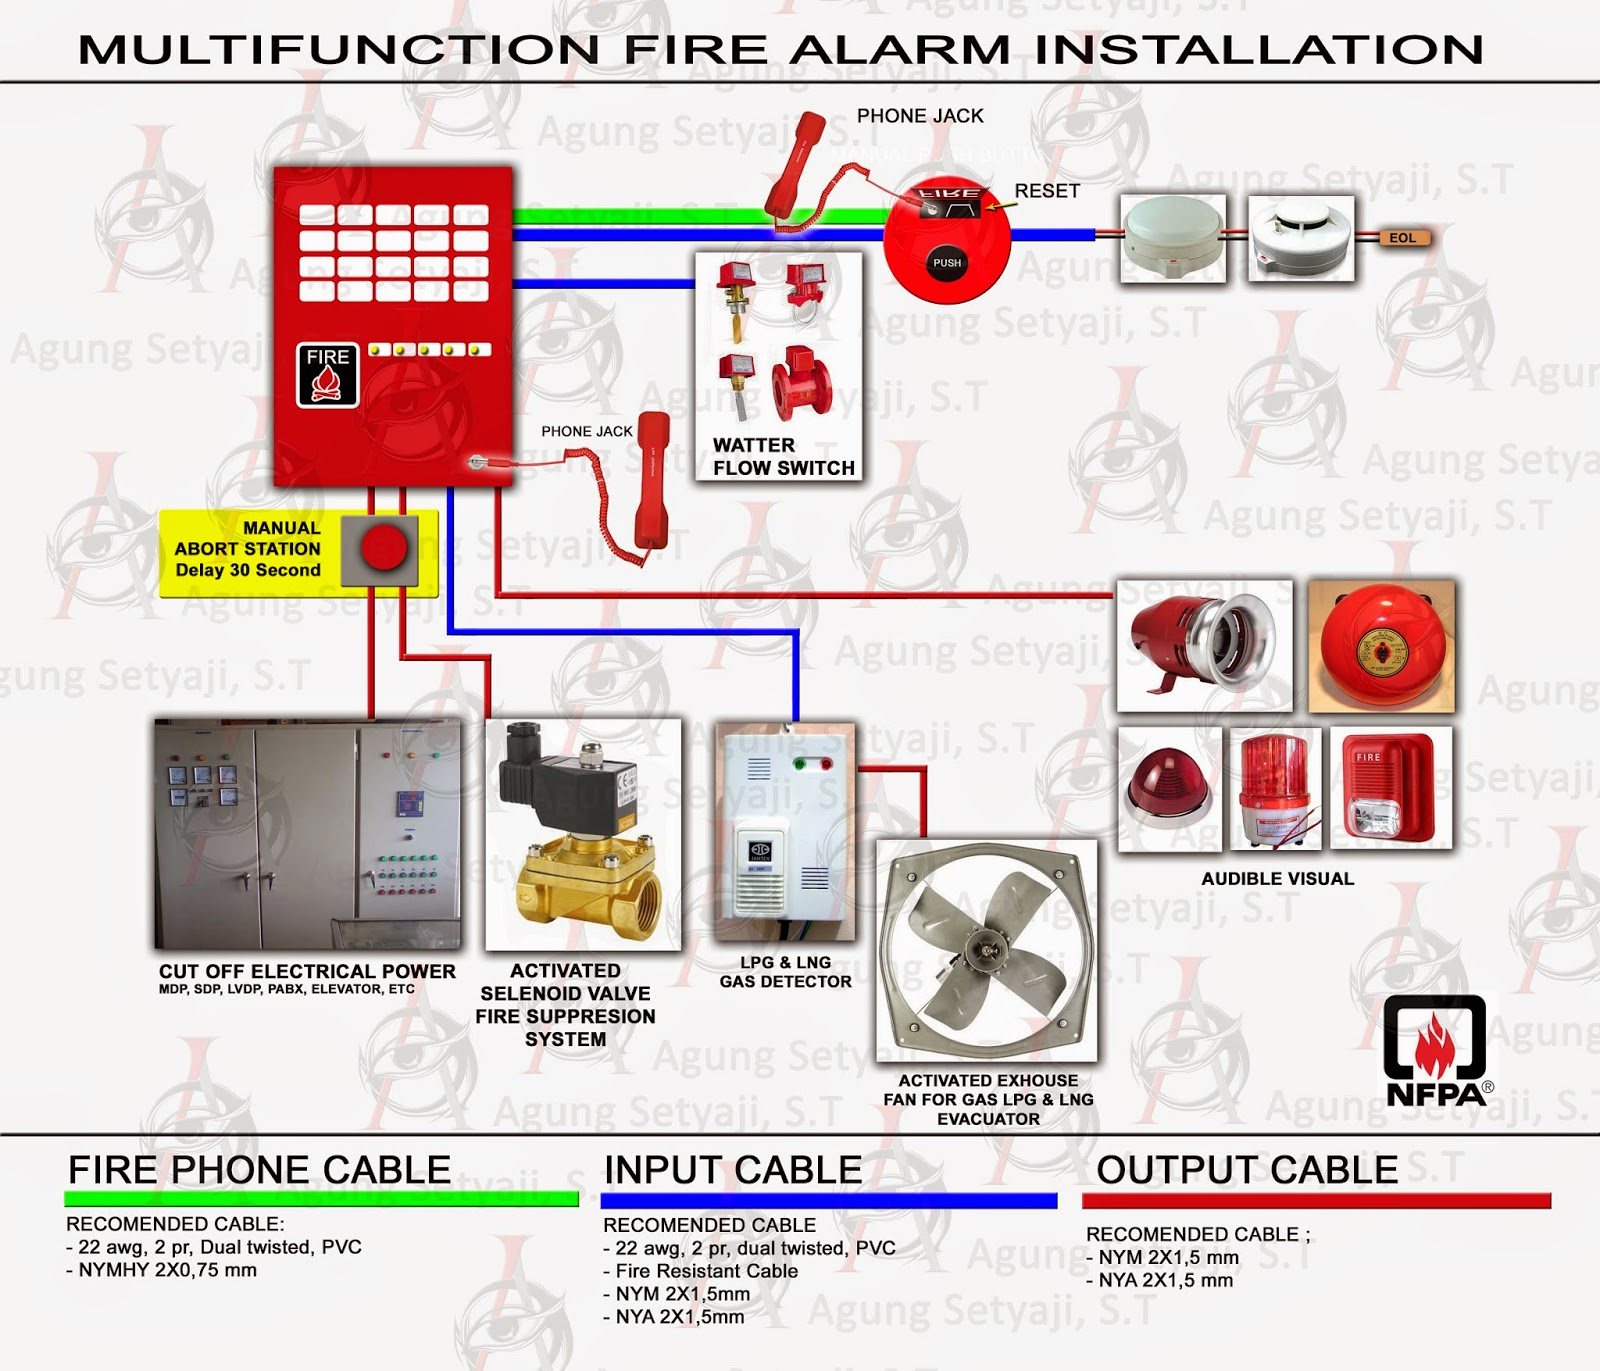 MULTIFUNCTION FIRE ALARM INSTALLATION
PHONE JACK
FIRE
RESET
PUSH
EOL
FIRE
PHONE JACK
WATTER
FLOW SWITCH
MANUAL
ABORT STATION
Delay 30 Second
FIRE
AUDIBLE VISUAL
CUT OFF ELECTRICAL POWER
MDP, SDP, LVDP, PABX, ELEVATOR, ETC
ACTIVATED
SELENOID VALVE
FIRE SUPPRESION
SYSTEM
LPG & LNG
GAS DETECTOR
ACTIVATED EXHOUSE
FAN FOR GAS LPG & LNG
EVACUATOR
NFPA®
FIRE PHONE CABLE
RECOMENDED CABLE:
- 22 awg, 2 pr, Dual twisted, PVC
- NYMHY 2X0,75 mm
INPUT CABLE
RECOMENDED CABLE
- 22 awg, 2 pr, dual twisted, PVC
- Fire Resistant Cable
- NYM 2X1,5mm
- NYA 2X1,5mm
OUTPUT CABLE
RECOMENDED CABLE ;
- NYM 2X1,5 mm
- NYA 2X1,5 mm
Agung Setyaji, S.T